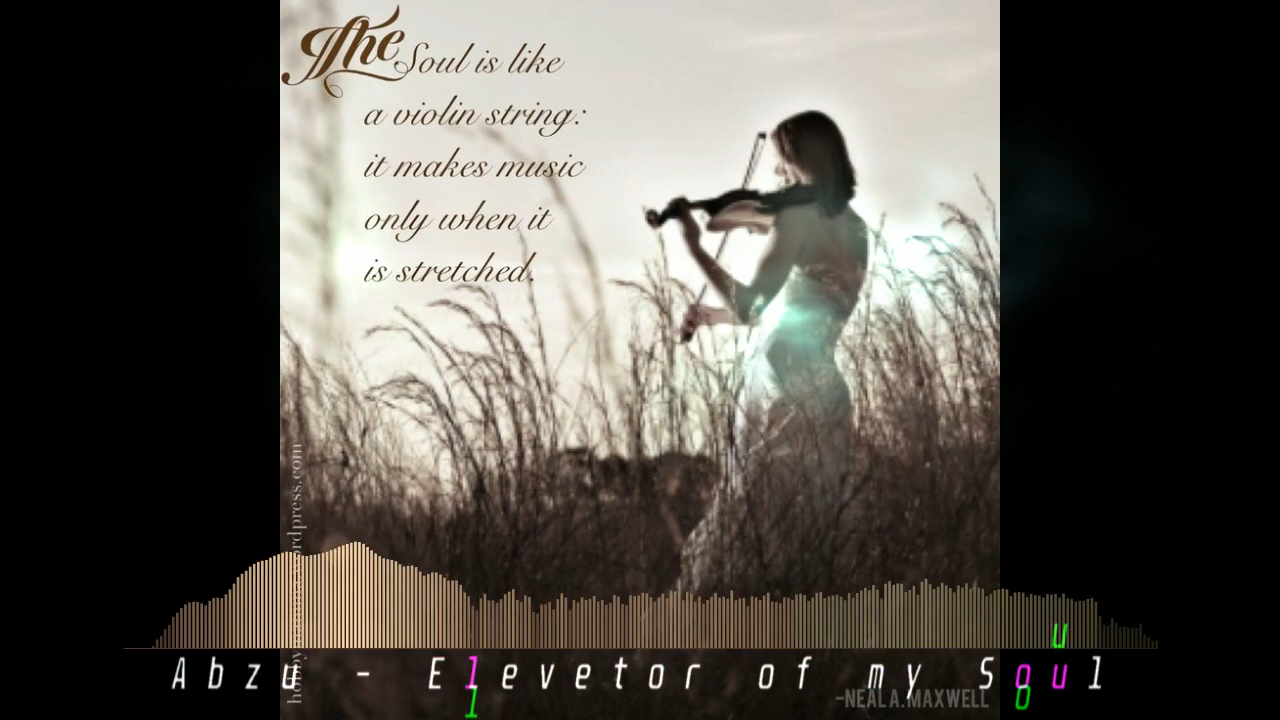 The Soul is like
a violin string:
it makes music
only when it
is stretched.
Abzu - Elevetor of my Soul
-NEAL A. MAXWELL